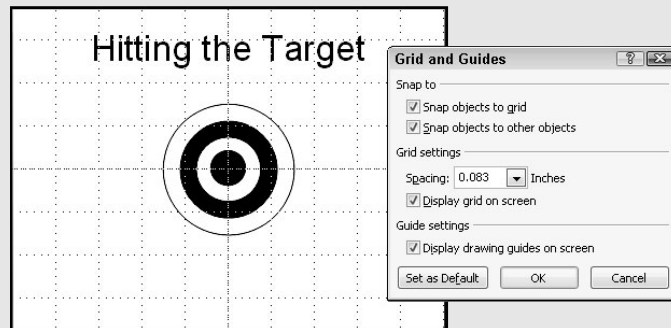 Hitting the Target
Grid and Guides
Snap to
Snap objects to grid
Snap objects to other objects
Grid settings
Spacing: 0.083 Inches
Display grid on screen
Guide settings
Display drawing guides on screen
Set as Default OK Cancel